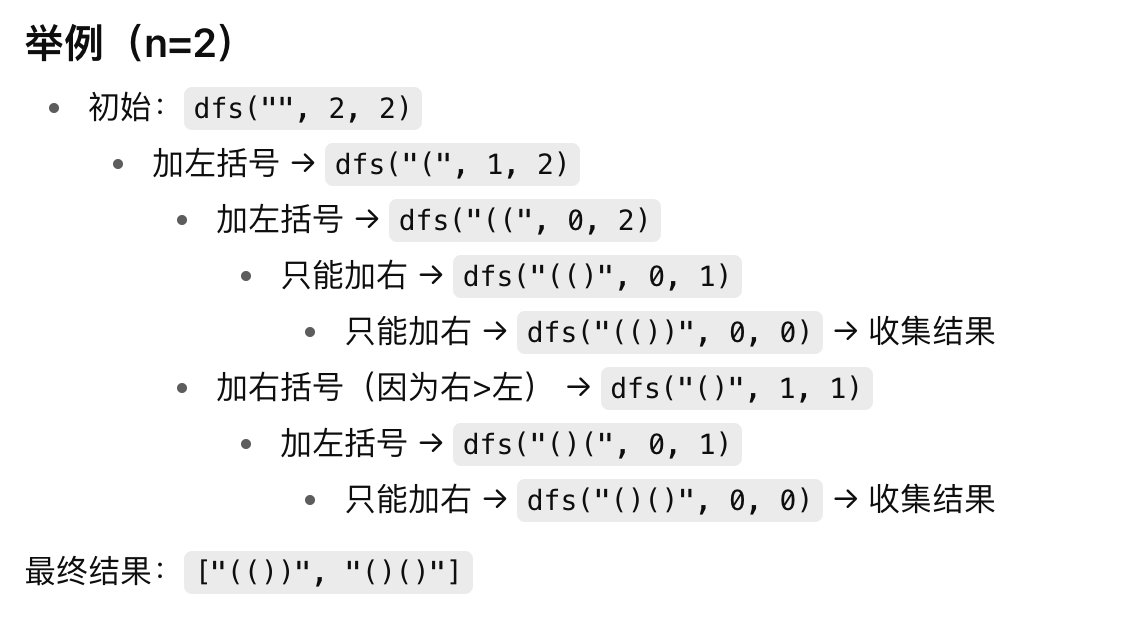 举例（n=2）
初始： dfs("", 2, 2)
加左括号 → dfs("(", 1, 2)
加左括号 → dfs("((", 0, 2)
只能加右 → dfs("(()", 0, 1)
只能加右 → dfs("(())", 0, 0) → 收集结果
加右括号（因为右>左） → dfs("()", 1, 1)
加左括号 → dfs("()(", 0, 1)
只能加右 → dfs("()()", 0, 0) → 收集结果
最终结果： ["(())", "()()"]